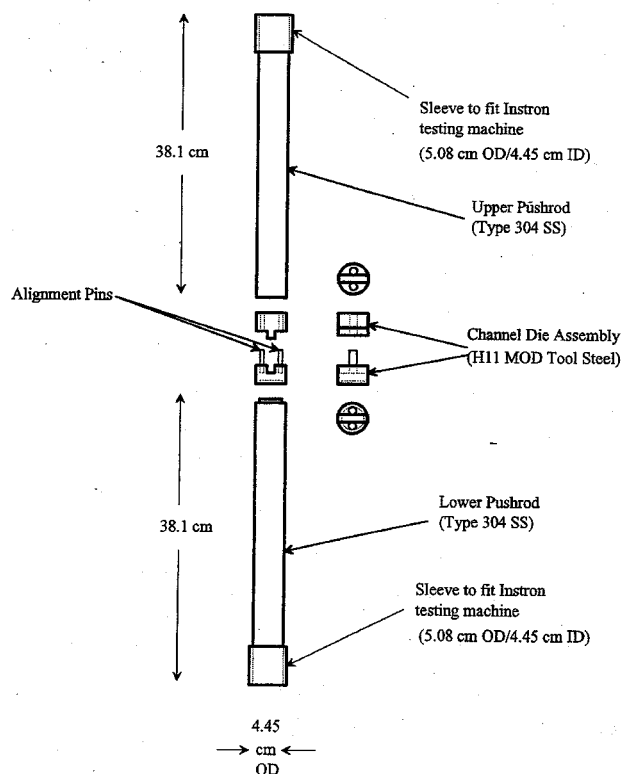 Sleeve to fit Instron
testing machine
(5.08 cm OD/4.45 cm ID)
38.1 cm
Upper Pushrod
(Type 304 SS)
Alignment Pins
Channel Die Assembly
(H11 MOD Tool Steel)
Lower Pushrod
(Type 304 SS)
38.1 cm
Sleeve to fit Instron
testing machine
(5.08 cm OD/4.45 cm ID)
4.45
cm
OD